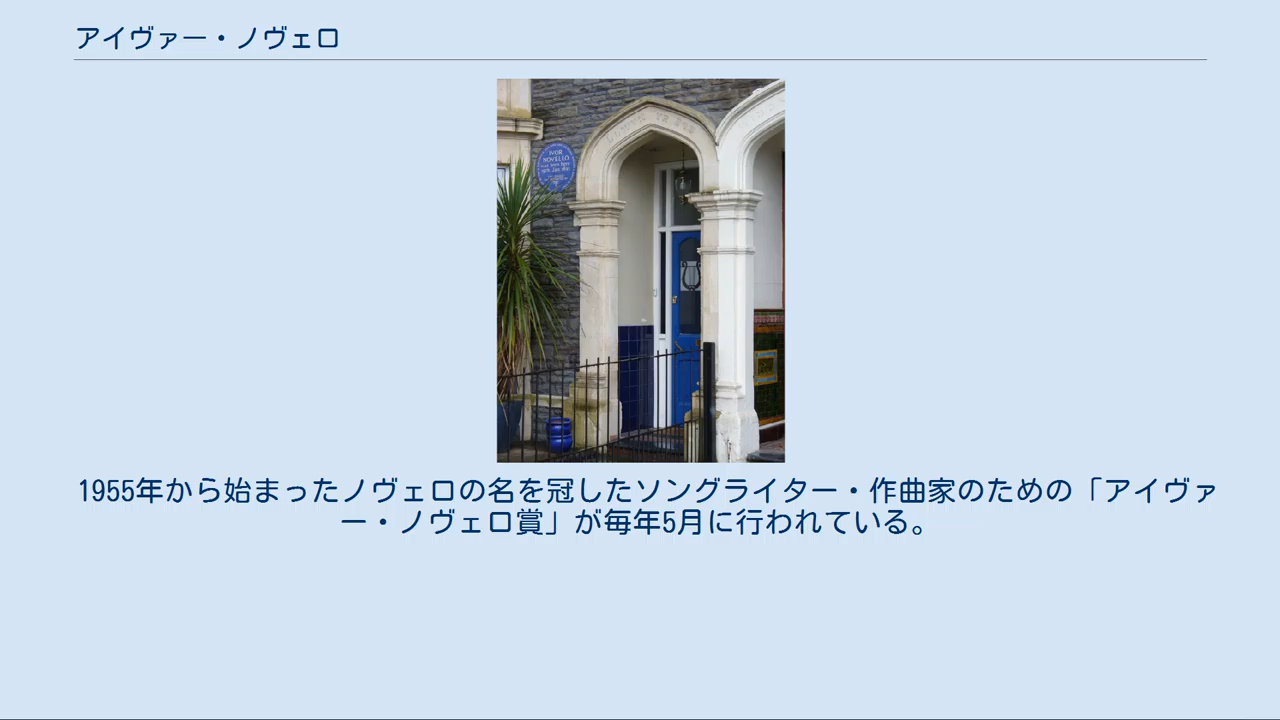 アイヴァー・ノヴェロ
IVOR
NOVELLO
1955年から始まったノヴェロの名を冠したソングライター・作曲家のための「アイヴァ
ー・ノヴェロ賞」が毎年5月に行われている。